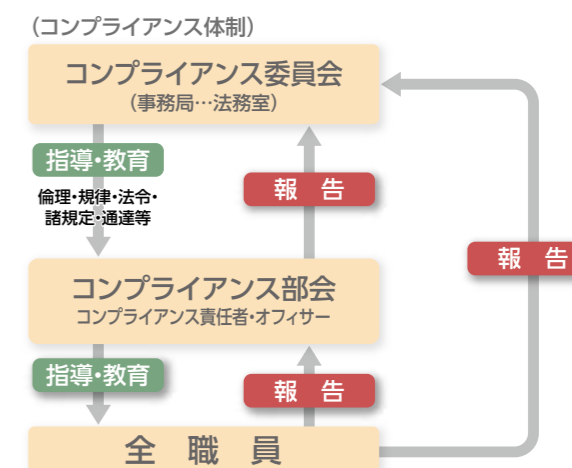 （コンプライアンス体制）
コンプライアンス委員会
（事務局…法務室）
指導・教育
倫理・規律・法令・
諸規定・通達等
報　告
報　告
コンプライアンス部会
コンプライアンス責任者・オフィサー
指導・教育
報　告
全　職　員